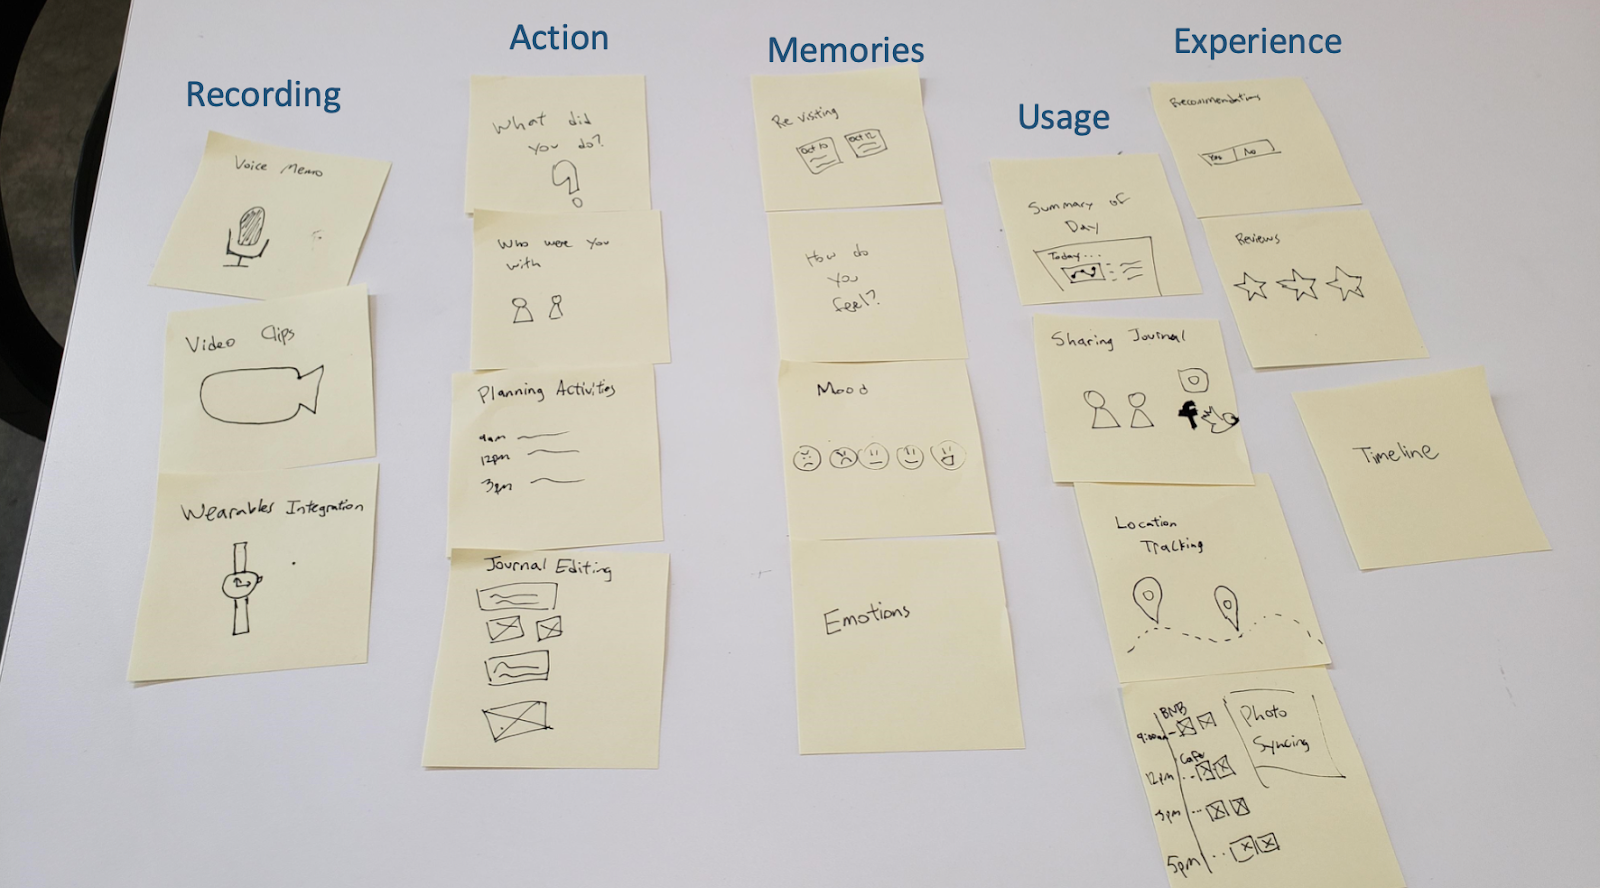 Recording
Voice Memo
Video Clips
Wearables Integration
Action
What did
you do?
Who were you
with
Planning Activities
9am
12pm
3pm
Journal Editing
Memories
Revisiting
Oct 10
Oct 12
How do
you
feel?
Mood
Emotions
Usage
Summary of
Day
Today...
Sharing Journal
f
Location
Tracking
BNB
9:00am
Cafe
12pm
3pm
5pm
Photo
Syncing
Experience
Recommendations
Yes No
Reviews
Timeline